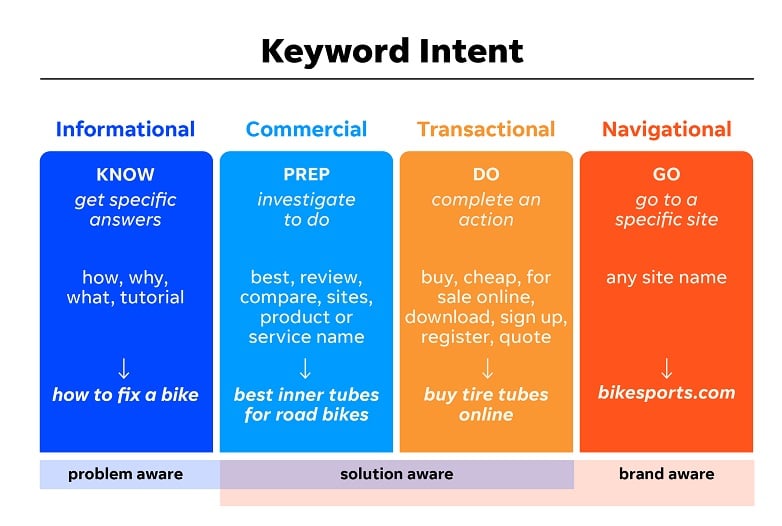 Keyword Intent
Informational
KNOW
get specific
answers
how, why,
what, tutorial
↓
how to fix a bike
Commercial
PREP
investigate
to do
best, review,
compare, sites,
product or
service name
↓
best inner tubes
for road bikes
Transactional
DO
complete an
action
buy, cheap, for
sale online,
download, sign up,
register, quote
↓
buy tire tubes
online
Navigational
GO
go to a
specific site
any site name
↓
bikesports.com
problem aware
solution aware
brand aware